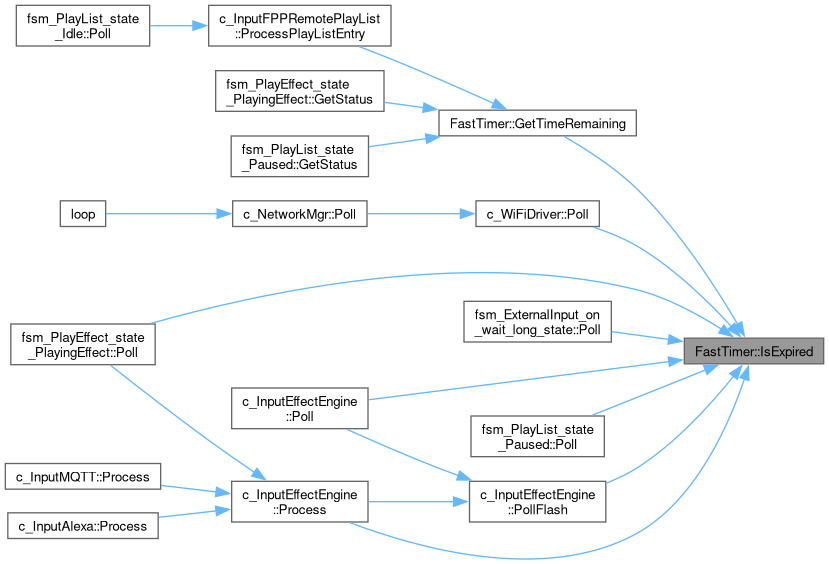 fsm_PlayList_state
_Idle::Poll
c_InputFPPRemotePlayList
::ProcessPlayListEntry
fsm_PlayEffect_state
_PlayingEffect::GetStatus
FastTimer::GetTimeRemaining
fsm_PlayList_state
_Paused::GetStatus
loop
c_NetworkMgr::Poll
c_WiFiDriver::Poll
fsm_ExternalInput_on
_wait_long_state::Poll
fsm_PlayEffect_state
_PlayingEffect::Poll
FastTimer::IsExpired
c_InputEffectEngine
::Poll
fsm_PlayList_state
_Paused::Poll
c_InputMQTT::Process
c_InputEffectEngine
::Process
c_InputEffectEngine
::PollFlash
c_InputAlexa::Process